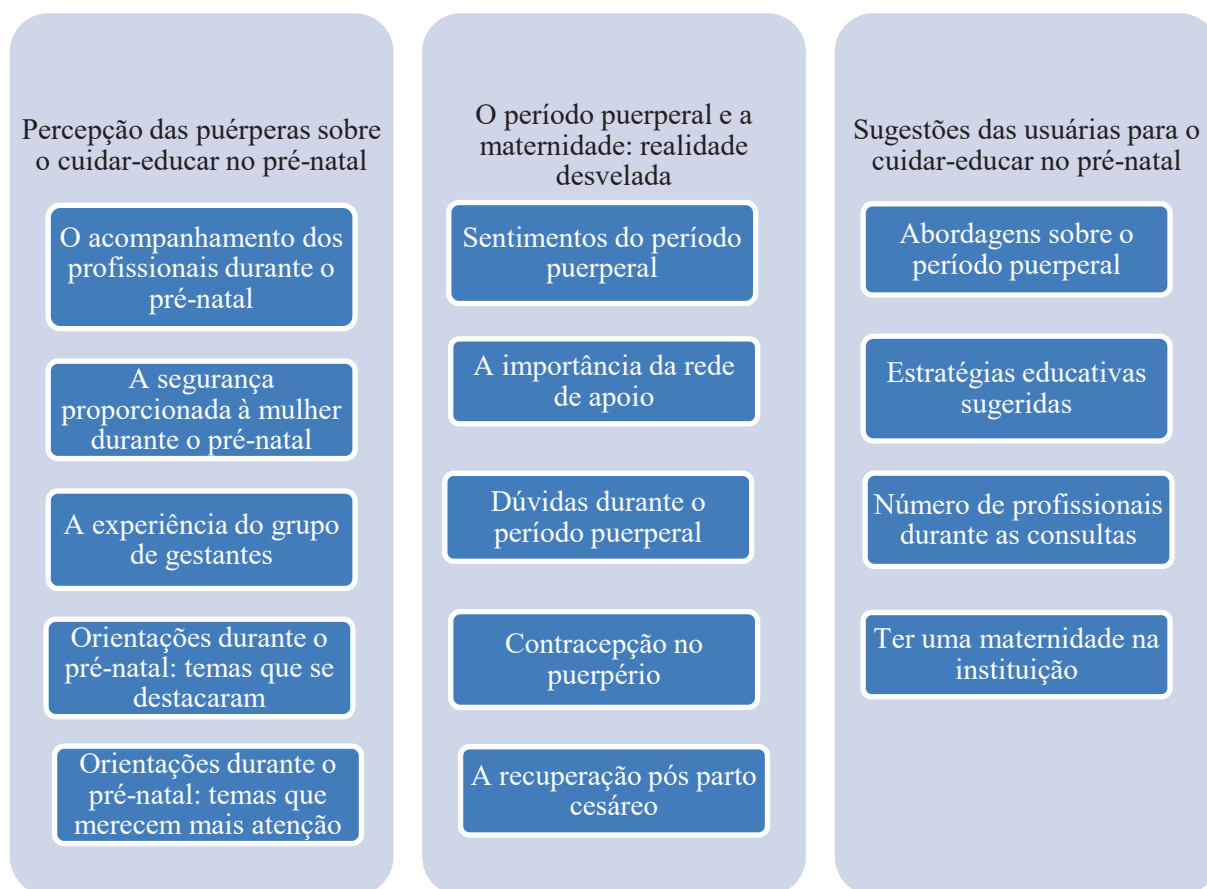 Percepção das puérperas sobre
o cuidar-educar no pré-natal
O acompanhamento dos
profissionais durante o
pré-natal
A segurança
proporcionada à mulher
durante o pré-natal
A experiência do grupo
de gestantes
Orientações durante o
pré-natal: temas que se
destacaram
Orientações durante o
pré-natal: temas que
merecem mais atenção
O período puerperal e a
maternidade: realidade
desvelada
Sentimentos do período
puerperal
A importância da rede
de apoio
Dúvidas durante o
período puerperal
Contracepção no
puerpério
A recuperação pós parto
cesáreo
Sugestões das usuárias para o
cuidar-educar no pré-natal
Abordagens sobre o
período puerperal
Estratégias educativas
sugeridas
Número de profissionais
durante as consultas
Ter uma maternidade na
instituição